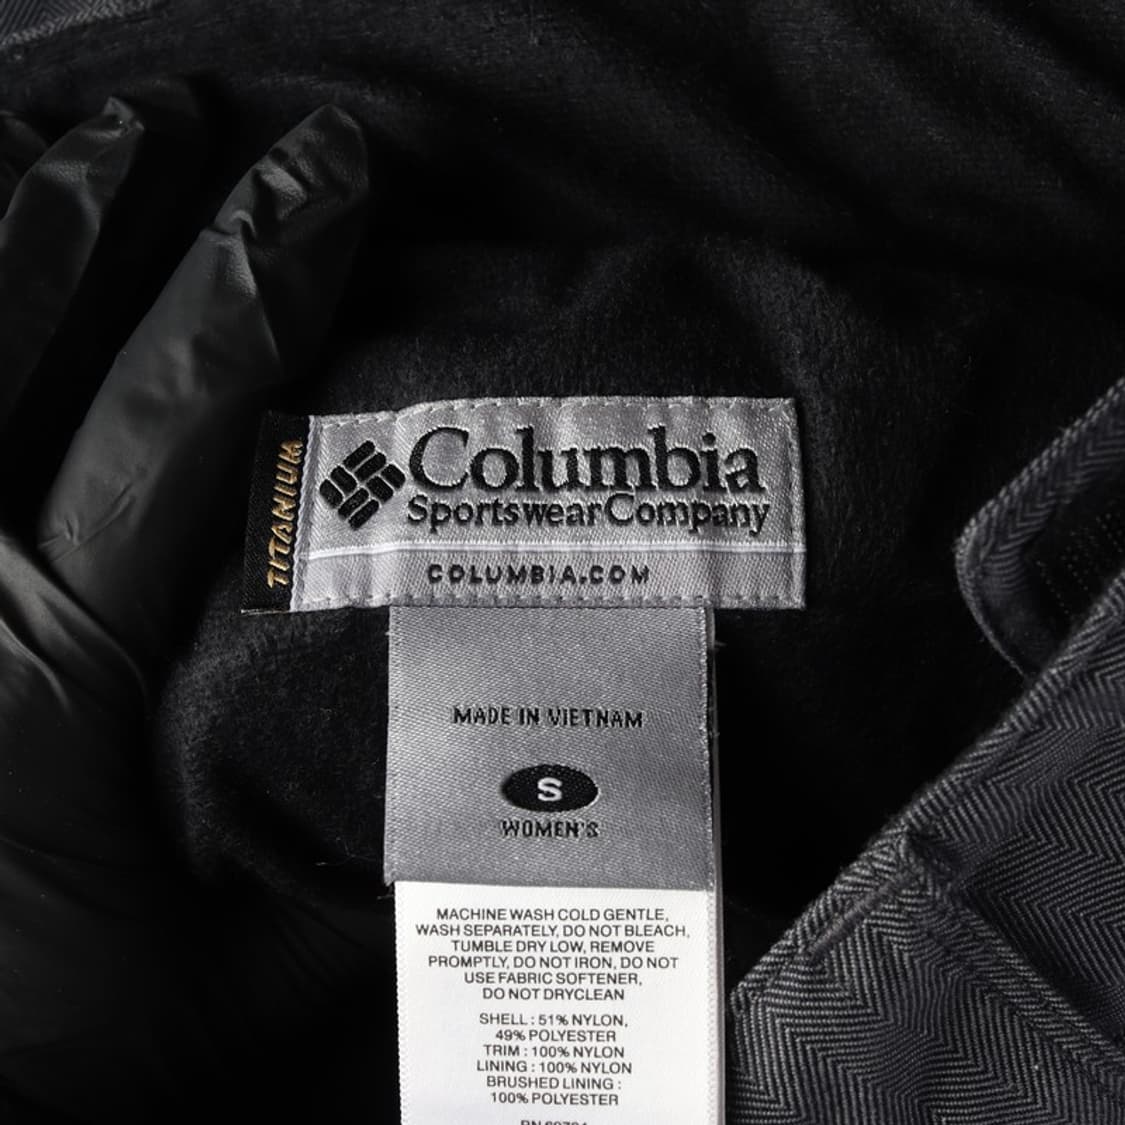 TITANIUM
Columbia
Sportswear Company
COLUMBIA.COM
MADE IN VIETNAM
S
WOMEN'S
MACHINE WASH COLD GENTLE,
WASH SEPARATELY, DO NOT BLEACH,
TUMBLE DRY LOW, REMOVE
PROMPTLY, DO NOT IRON, DO NOT
USE FABRIC SOFTENER,
DO NOT DRYCLEAN
SHELL : 51% NYLON,
49% POLYESTER
TRIM : 100% NYLON
LINING : 100% NYLON
BRUSHED LINING :
100% POLYESTER